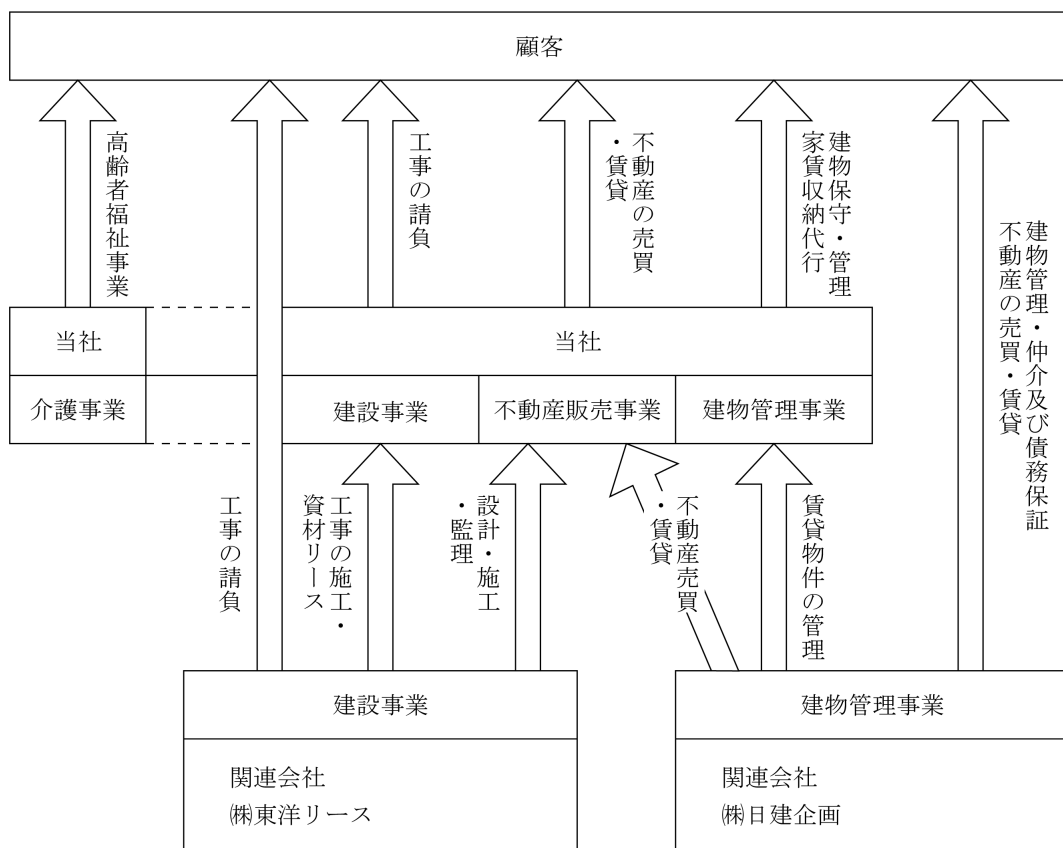 顧客
高齢者福祉事業
工事の請負
不動産の売買
・賃貸
建物保守・管理
家賃収納代行
建物管理・仲介及び債務保証
不動産の売買・賃貸
当社
当社
介護事業
建設事業
不動産販売事業
建物管理事業
工事の請負
工事の施工・
資材リース
設計・施工
・監理
不動産売買
・賃貸
賃貸物件の管理
建設事業
建物管理事業
関連会社
㈱東洋リース
関連会社
㈱日建企画